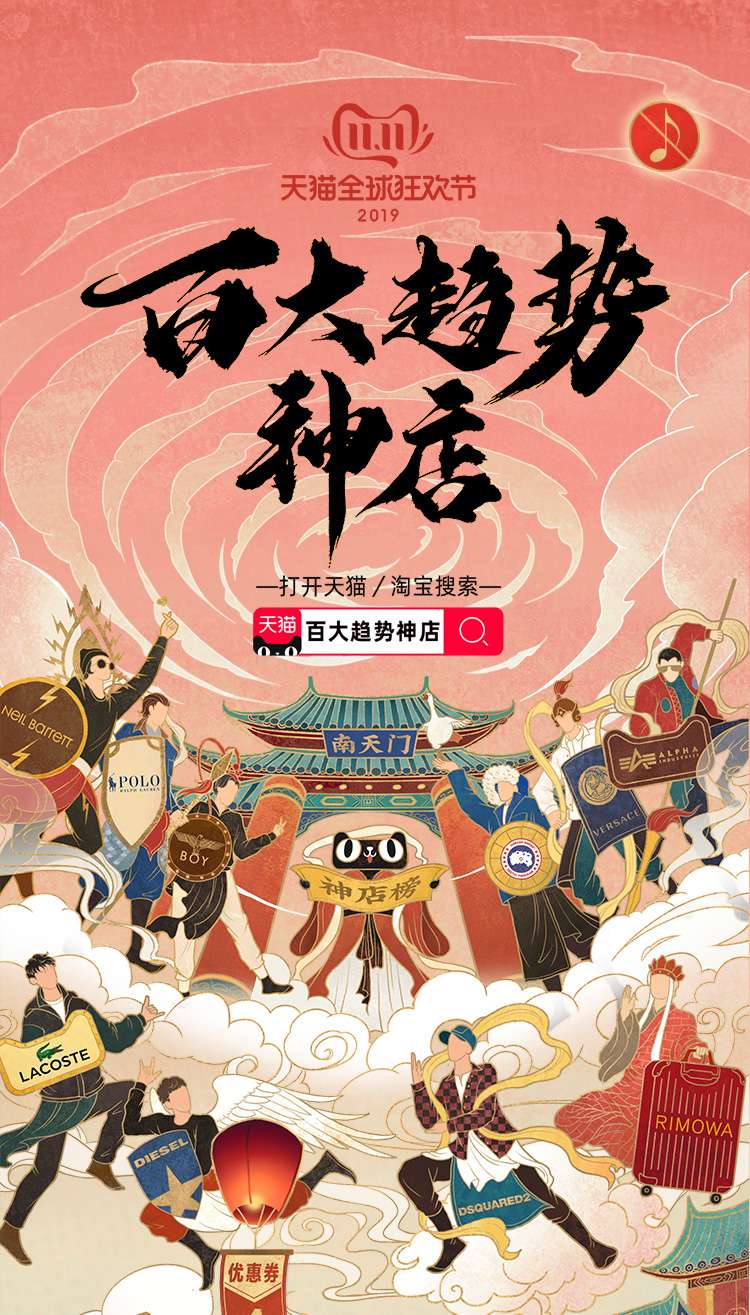 11.11
天猫全球狂欢节
2019
百大趋势
神店
—打开天猫/淘宝搜索—
天猫
百大趋势神店
南天门
NEIL BARRETT
POLO
RALPH LAUREN
BOY
ALPHA
INDUSTRIES
VERSACE
神店榜
LACOSTE
DIESEL
DSQUARED2
RIMOWA
优惠券